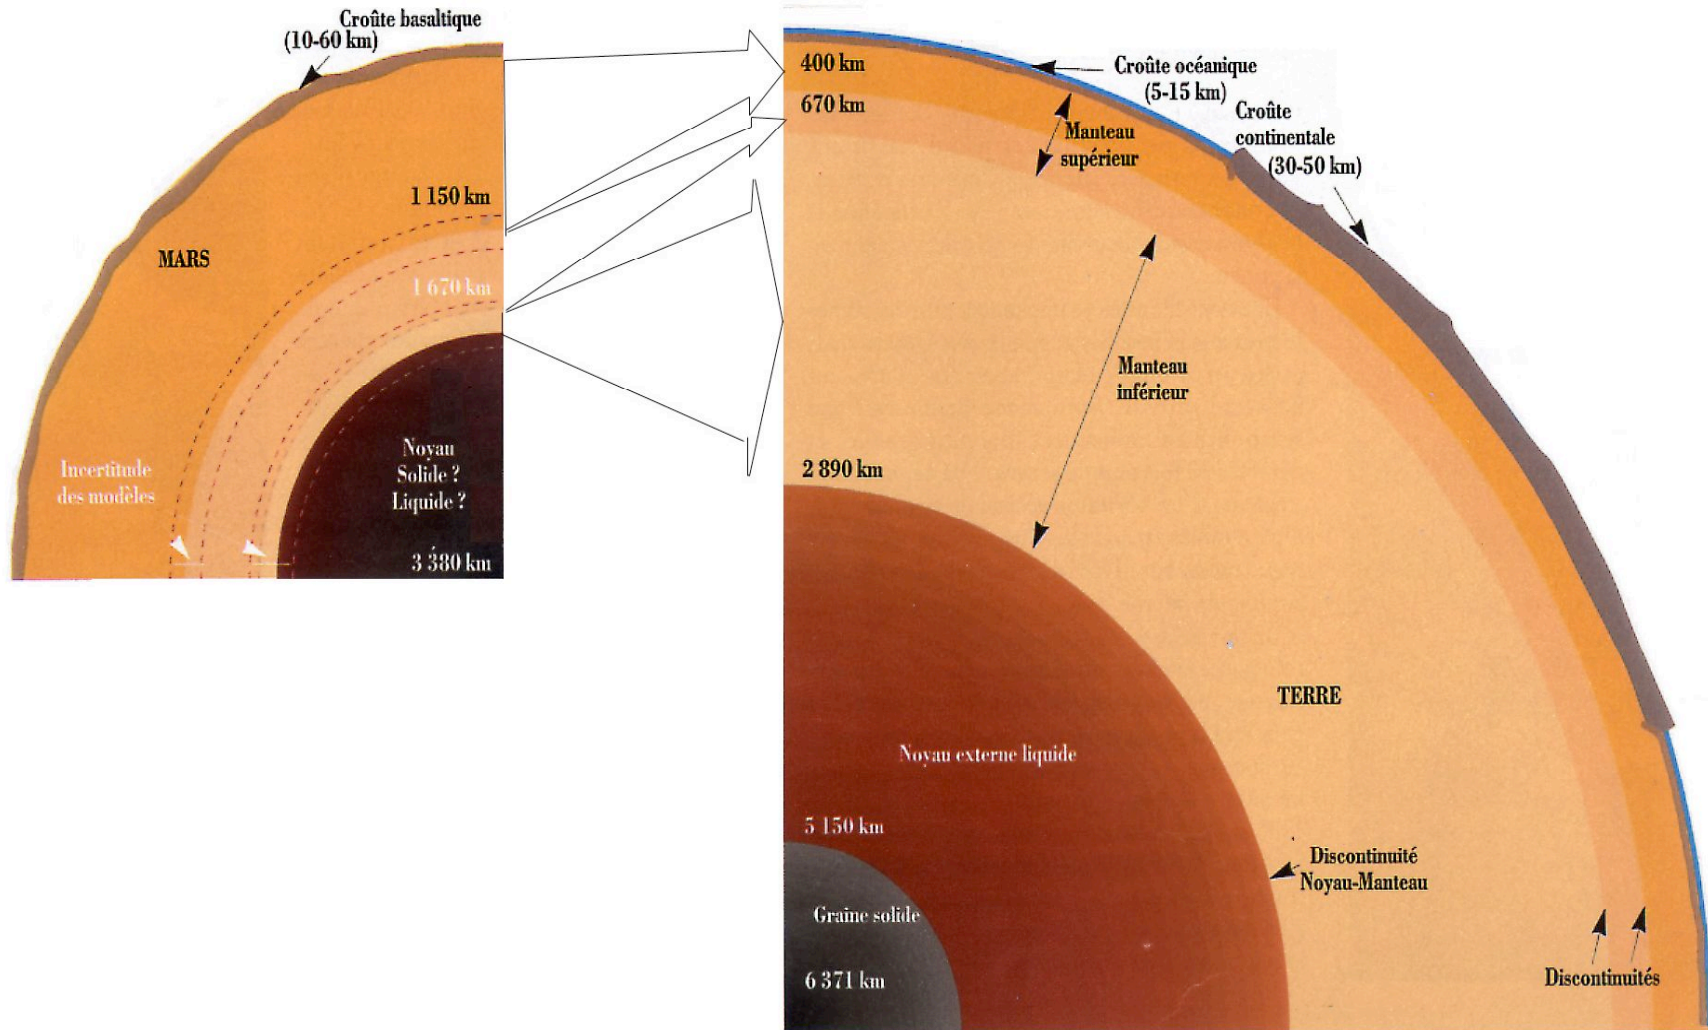 Croûte basaltique
(10-60 km)
1 150 km
MARS
1 670 km
Incertitude
des modèles
Noyau
Solide ?
Liquide ?
3 380 km
400 km
670 km
Croûte océanique
(5-15 km)
Croûte
continentale
(30-50 km)
Manteau
supérieur
Manteau
inférieur
2 890 km
TERRE
Noyau externe liquide
5 150 km
Discontinuité
Noyau-Manteau
Graine solide
6 371 km
Discontinuités